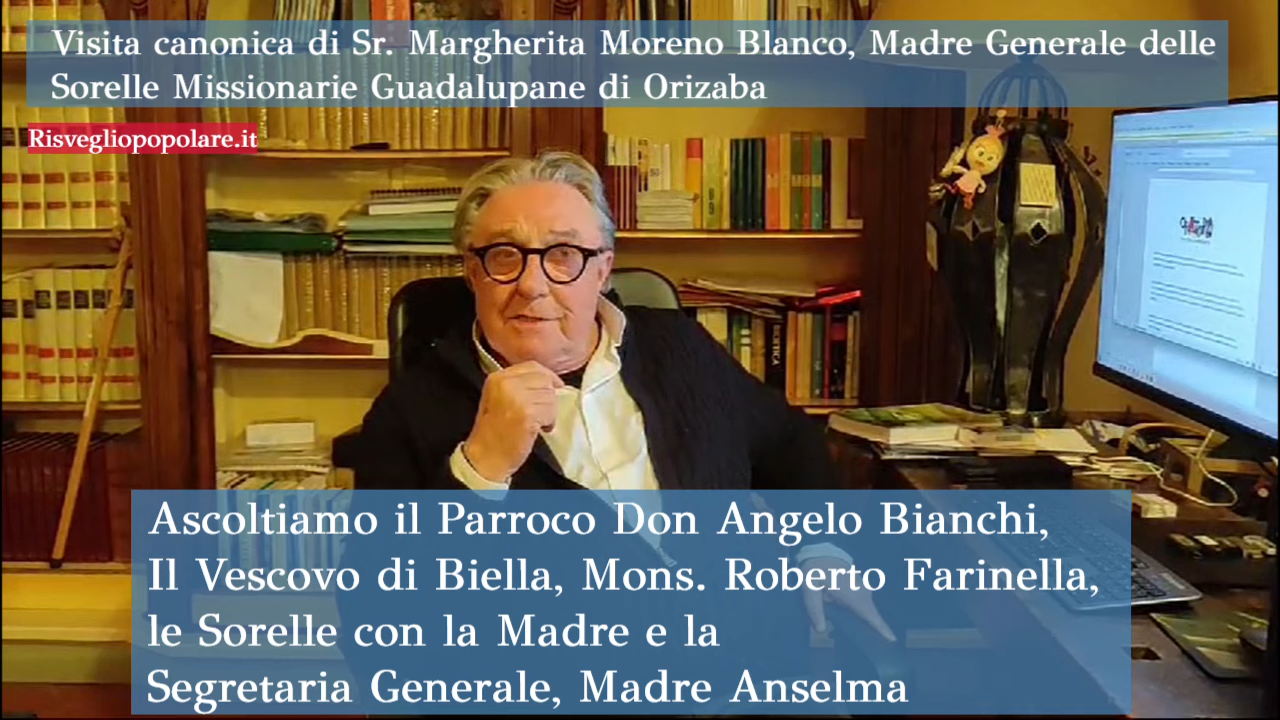 Visita canonica di Sr. Margherita Moreno Blanco, Madre Generale delle
Sorelle Missionarie Guadalupane di Orizaba
Risvegliopopolare.it
BIOETICA
Ascoltiamo il Parroco Don Angelo Bianchi,
Il Vescovo di Biella, Mons. Roberto Farinella,
le Sorelle con la Madre e la
Segretaria Generale, Madre Anselma